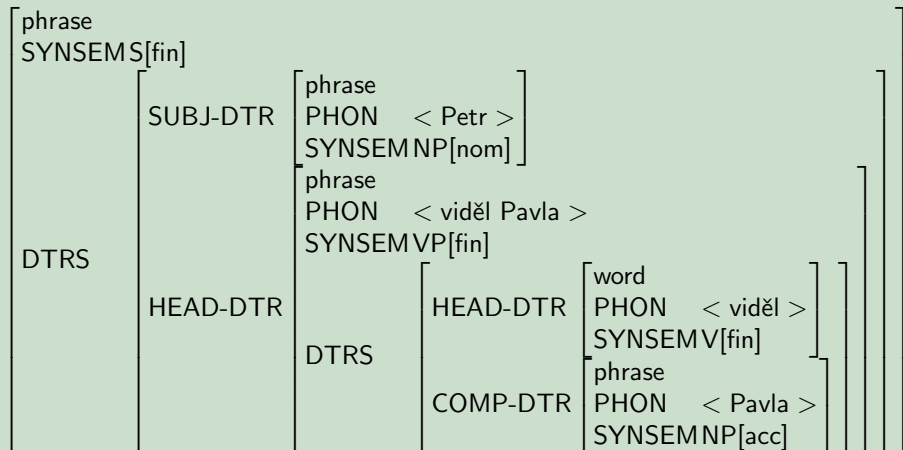 phrase
SYNSEM S[fin]
SUBJ-DTR
phrase
PHON < Petr >
SYNSEM NP[nom]
DTRS
HEAD-DTR
phrase
PHON < viděl Pavla >
SYNSEM VP[fin]
DTRS
HEAD-DTR
word
PHON < viděl >
SYNSEM V[fin]
COMP-DTR
phrase
PHON < Pavla >
SYNSEM NP[acc]